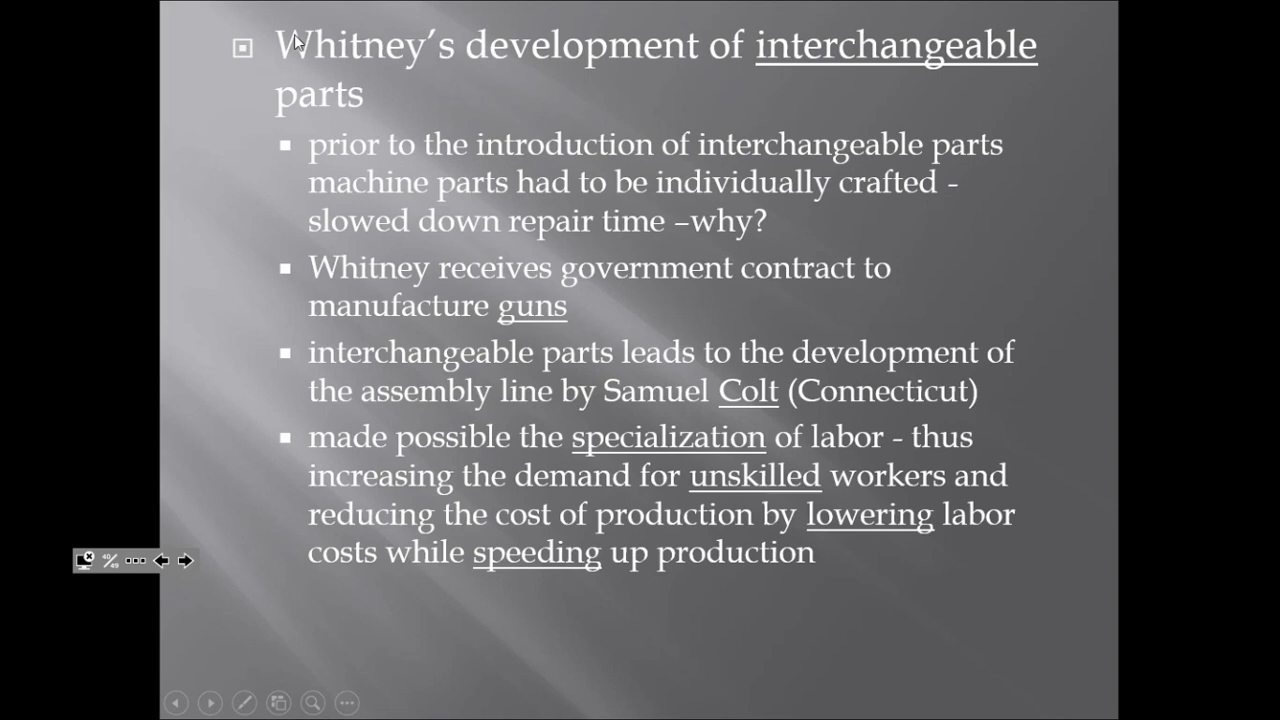 Whitney's development of interchangeable
parts
prior to the introduction of interchangeable parts
machine parts had to be individually crafted -
slowed down repair time –why?
Whitney receives government contract to
manufacture guns
interchangeable parts leads to the development of
the assembly line by Samuel Colt (Connecticut)
made possible the specialization of labor - thus
increasing the demand for unskilled workers and
reducing the cost of production by lowering labor
costs while speeding up production
40/49